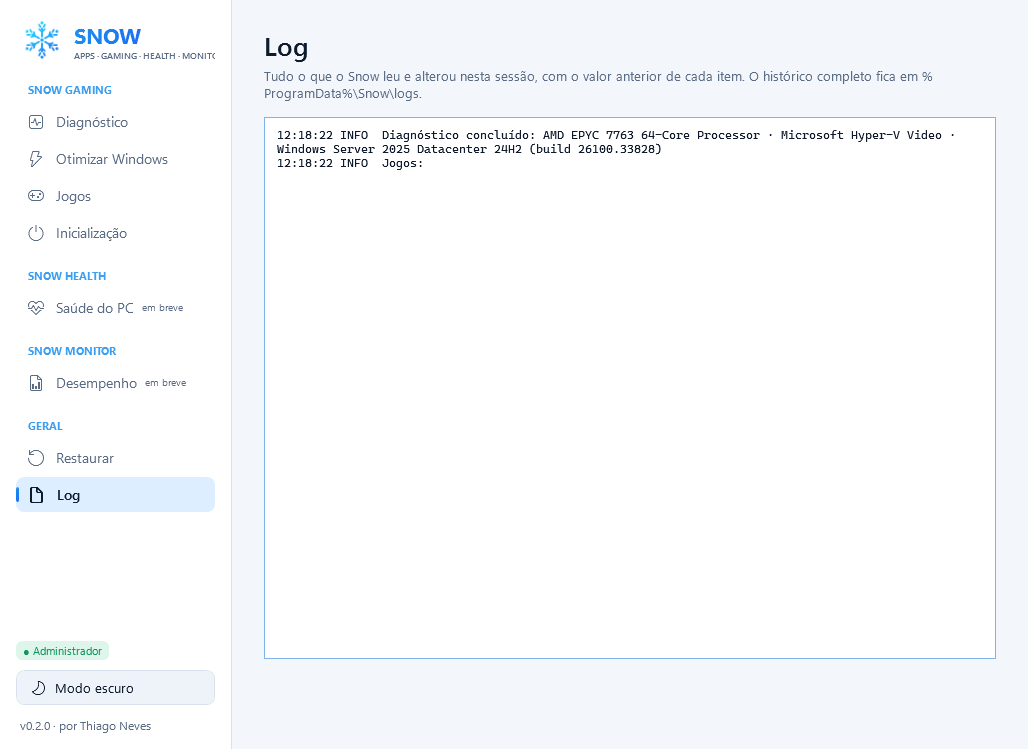 SNOW
APPS · GAMING · HEALTH · MONITO
SNOW GAMING
Diagnóstico
Otimizar Windows
Jogos
Inicialização
SNOW HEALTH
Saúde do PC em breve
SNOW MONITOR
Desempenho em breve
GERAL
Restaurar
Log
● Administrador
Modo escuro
v0.2.0 · por Thiago Neves
Log
Tudo o que o Snow leu e alterou nesta sessão, com o valor anterior de cada item. O histórico completo fica em %
ProgramData%\Snow\logs.
12:18:22 INFO  Diagnóstico concluído: AMD EPYC 7763 64-Core Processor · Microsoft Hyper-V Video ·
Windows Server 2025 Datacenter 24H2 (build 26100.33828)
12:18:22 INFO  Jogos: